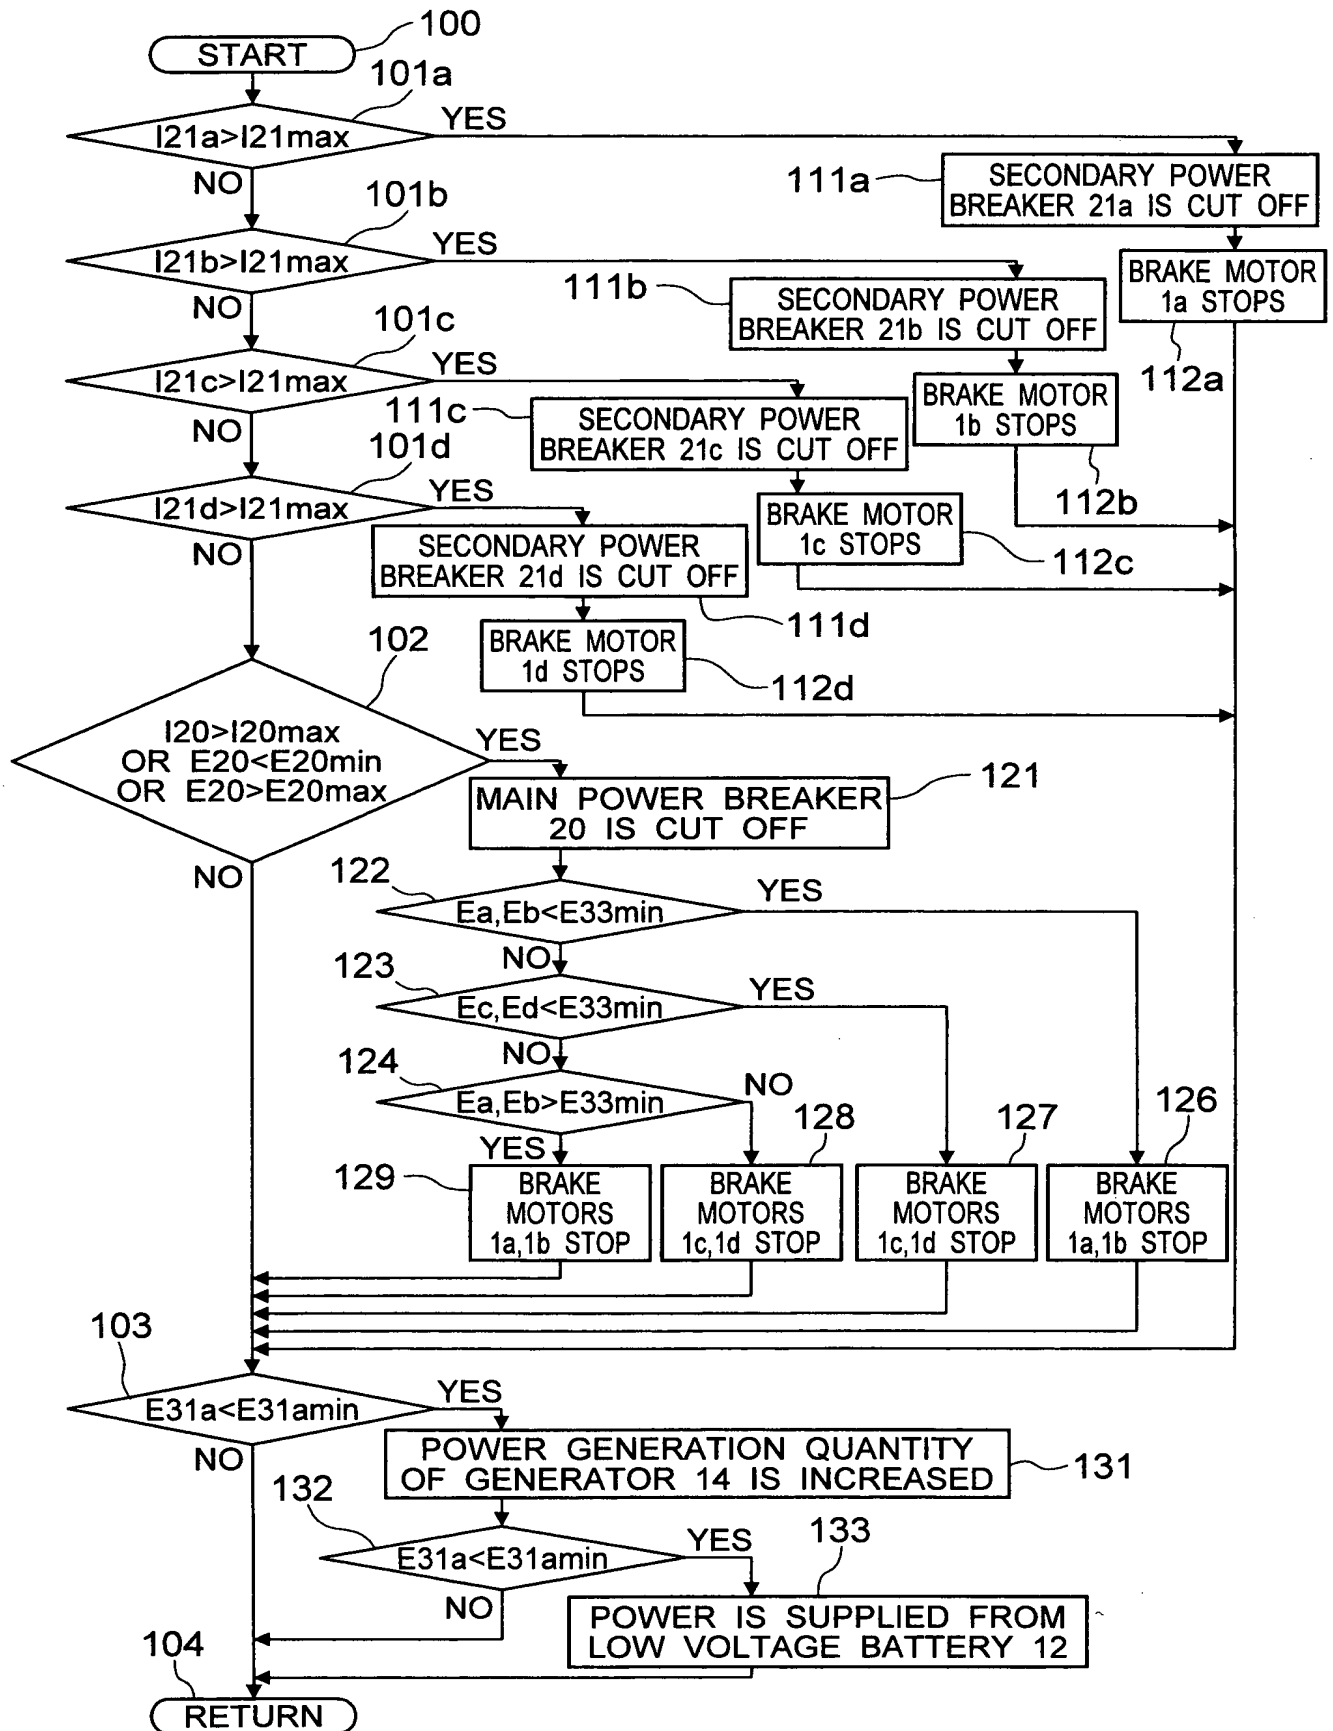 100
START
101a
I21a>I21max
YES
NO
111a
SECONDARY POWER
BREAKER 21a IS CUT OFF
101b
I21b>I21max
YES
NO
BRAKE MOTOR
1a STOPS
112a
111b
SECONDARY POWER
BREAKER 21b IS CUT OFF
101c
I21c>I21max
YES
NO
BRAKE MOTOR
1b STOPS
112b
111c
SECONDARY POWER
BREAKER 21c IS CUT OFF
101d
I21d>I21max
YES
NO
BRAKE MOTOR
1c STOPS
112c
SECONDARY POWER
BREAKER 21d IS CUT OFF
111d
BRAKE MOTOR
1d STOPS
112d
102
I20>I20max
OR E20<E20min
OR E20>E20max
YES
NO
121
MAIN POWER BREAKER
20 IS CUT OFF
122
Ea,Eb<E33min
YES
NO
123
Ec,Ed<E33min
YES
NO
124
Ea,Eb>E33min
NO
YES
129
BRAKE
MOTORS
1a,1b STOP
128
BRAKE
MOTORS
1c,1d STOP
127
BRAKE
MOTORS
1c,1d STOP
126
BRAKE
MOTORS
1a,1b STOP
103
E31a<E31amin
YES
NO
POWER GENERATION QUANTITY
OF GENERATOR 14 IS INCREASED
131
132
E31a<E31amin
YES
NO
133
POWER IS SUPPLIED FROM
LOW VOLTAGE BATTERY 12
104
RETURN